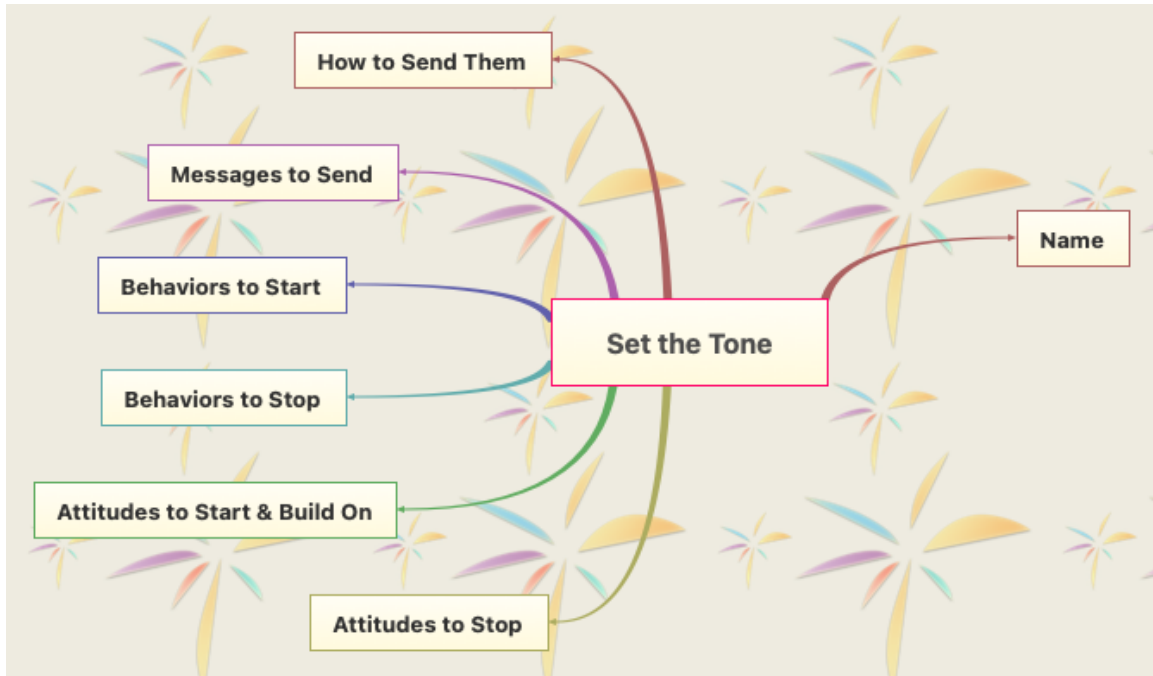 How to Send Them
Messages to Send
Name
Behaviors to Start
Set the Tone
Behaviors to Stop
Attitudes to Start & Build On
Attitudes to Stop